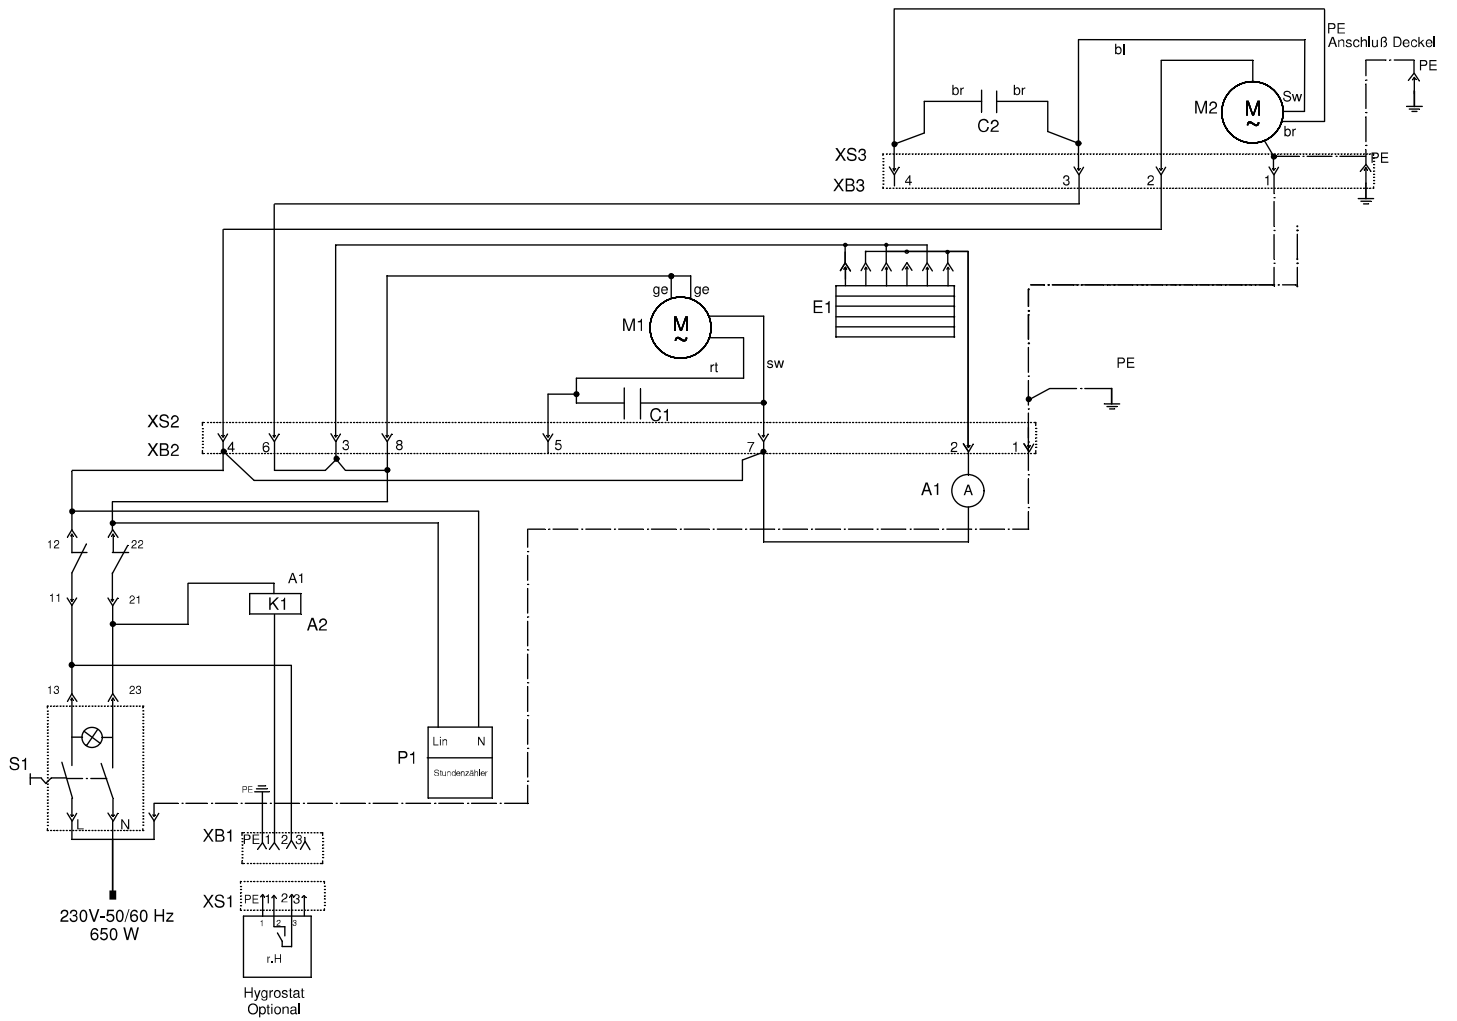 PE
Anschluß Deckel
bl
PE
br
br
Sw
M2
M
~
C2
br
XS3
PE
XB3
4
3
2
1
ge
ge
E1
M1
M
~
rt
sw
PE
XS2
C1
XB2
4
6
3
8
5
7
2
1
A1
A
12
22
A1
11
21
K1
A2
13
23
Lin
N
P1
S1
Stundenzähler
PE
L
N
XB1
PE
1
2
3
XS1
PE
1
2
3
230V-50/60 Hz
650 W
1
2
3
r.H
Hygrostat
Optional